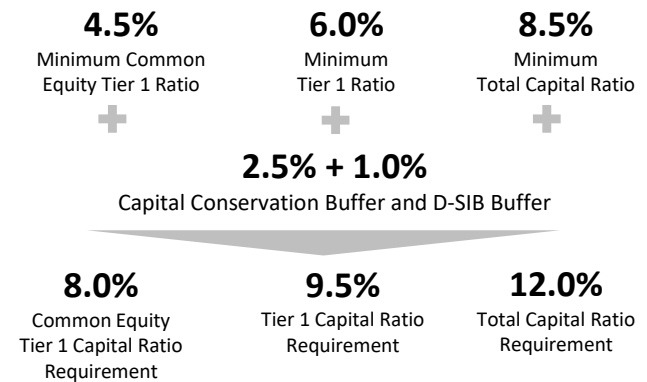 4.5%
Minimum Common
Equity Tier 1 Ratio
6.0%
Minimum
Tier 1 Ratio
8.5%
Minimum
Total Capital Ratio
2.5% + 1.0%
Capital Conservation Buffer and D-SIB Buffer
8.0%
Common Equity
Tier 1 Capital Ratio
Requirement
9.5%
Tier 1 Capital Ratio
Requirement
12.0%
Total Capital Ratio
Requirement